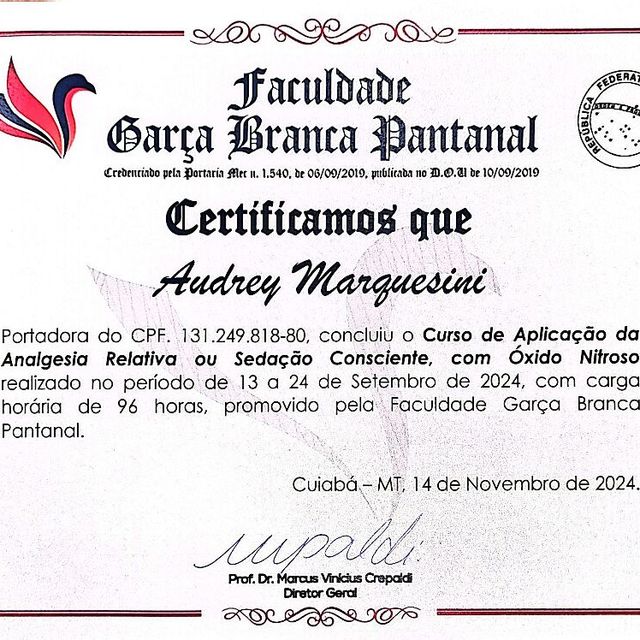 Faculdade
Garça Branca Pantanal
Credenciado pela Portaria Mec n. 1.540, de 06/09/2019, publicada no D.O.U de 10/09/2019
REPÚBLICA FEDERAT
Certificamos que
Audrey Marquesini
Portadora do CPF. 131.249.818-80, concluiu o Curso de Aplicação da
Analgesia Relativa ou Sedação Consciente, com Óxido Nitroso
realizado no período de 13 a 24 de Setembro de 2024, com carga
horária de 96 horas, promovido pela Faculdade Garça Branca
Pantanal.
Cuiabá – MT, 14 de Novembro de 2024.
Prof. Dr. Marcus Vinicius Crepaldi
Diretor Geral